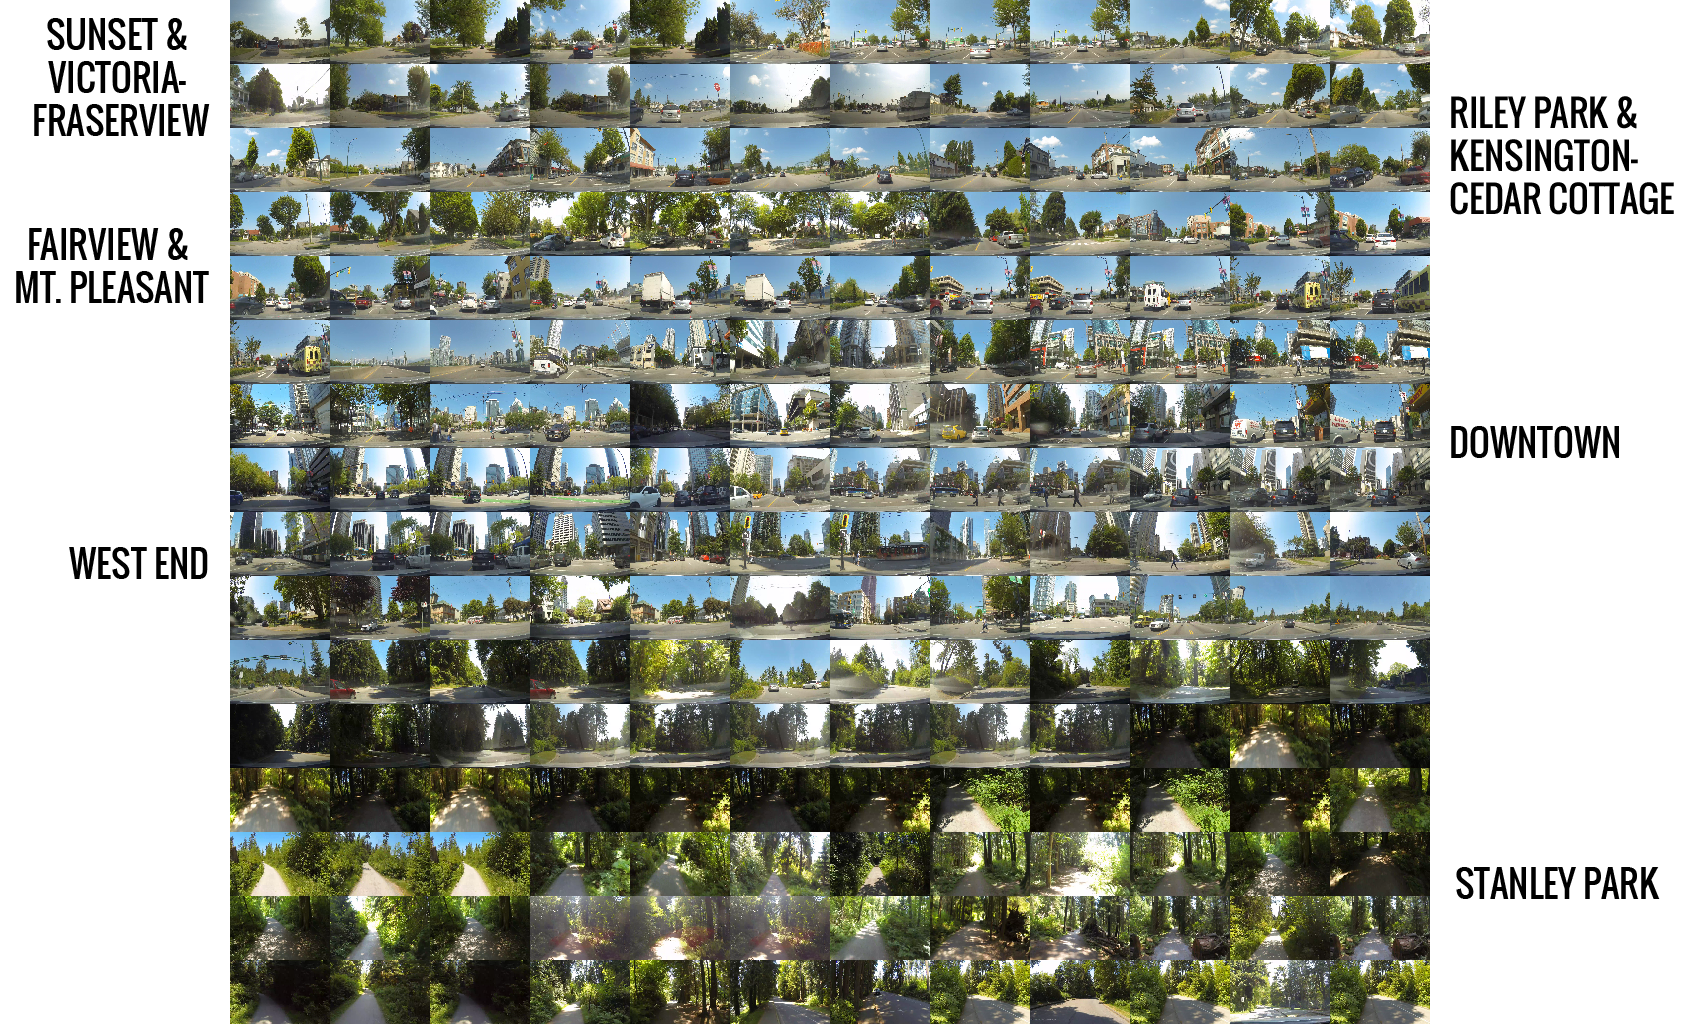 SUNSET &
VICTORIA-
FRASERVIEW
RILEY PARK &
KENSINGTON-
CEDAR COTTAGE
FAIRVIEW &
MT. PLEASANT
DOWNTOWN
WEST END
STANLEY PARK